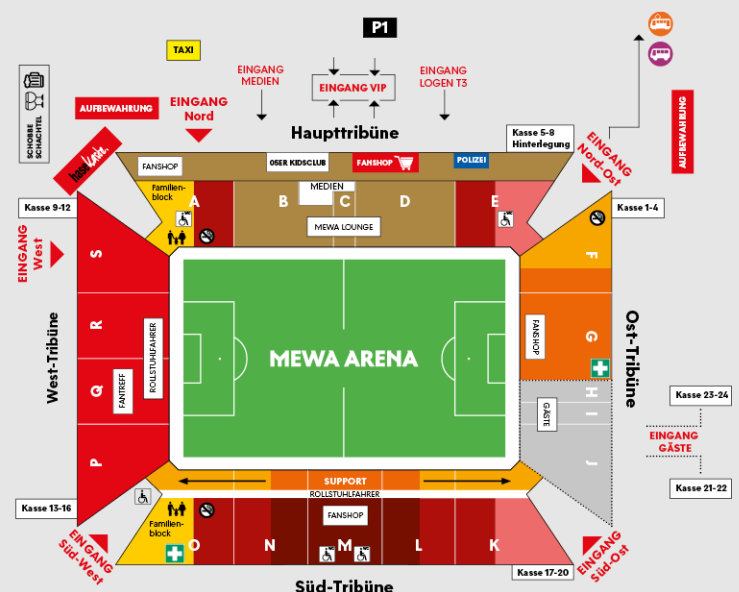 P1
TAXI
EINGANG
MEDIEN
EINGANG VIP
EINGANG
LOGEN T3
SCHOBBE
SCHACHTEL
AUFBEWAHRUNG
EINGANG
Nord
Haupttribüne
Kasse 5-8
Hinterlegung
EINGANG
Nord-Ost
AUFBEWAHRUNG
hasekaste.
FANSHOP
05ER KIDSCLUB
FANSHOP
POLIZEI
Familien-
block
A
B
MEDIEN
C
D
E
MEWA LOUNGE
Kasse 9-12
Kasse 1-4
EINGANG
West
S
F
West-Tribüne
R
ROLLSTUHLFAHRER
MEWA ARENA
FANSHOP
G
Ost-Tribüne
Q
FANTREFF
H
I
GÄSTE
Kasse 23-24
EINGANG
GÄSTE
P
J
Kasse 21-22
SUPPORT
ROLLSTUHLFAHRER
Kasse 13-16
Familien-
block
FANSHOP
O
N
M
L
K
EINGANG
Süd-West
Kasse 17-20
EINGANG
Süd-Ost
Süd-Tribüne